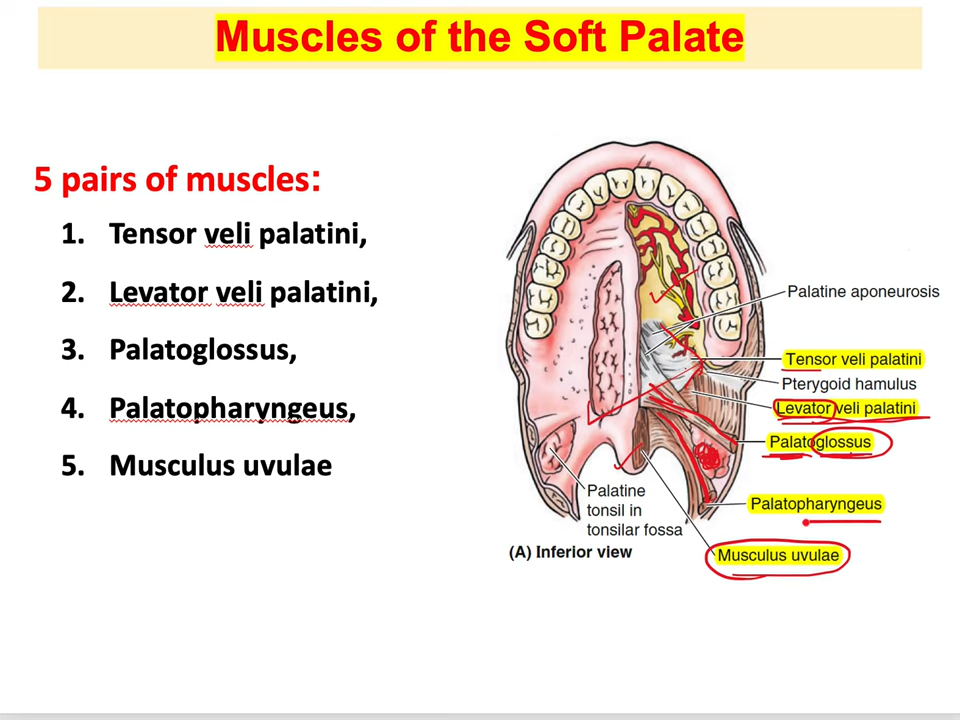 Muscles of the Soft Palate
5 pairs of muscles:
1. Tensor veli palatini,
2. Levator veli palatini,
3. Palatoglossus,
4. Palatopharyngeus,
5. Musculus uvulae
Palatine aponeurosis
Tensor veli palatini
Pterygoid hamulus
Levator veli palatini
Palatoglossus
Palatine
tonsil in
tonsilar fossa
Palatopharyngeus
(A) Inferior view
Musculus uvulae